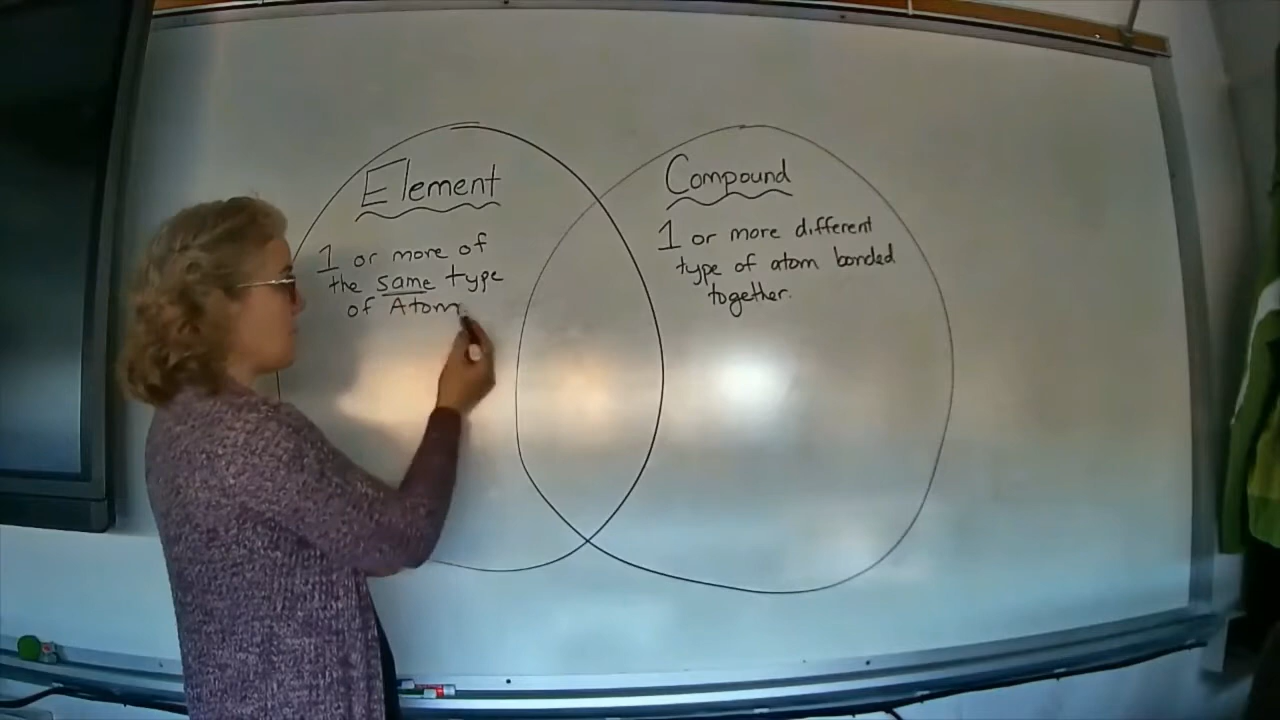 Element
1 or more of
the same type
of Atom
Compound
1 or more different
type of atom bonded
together.